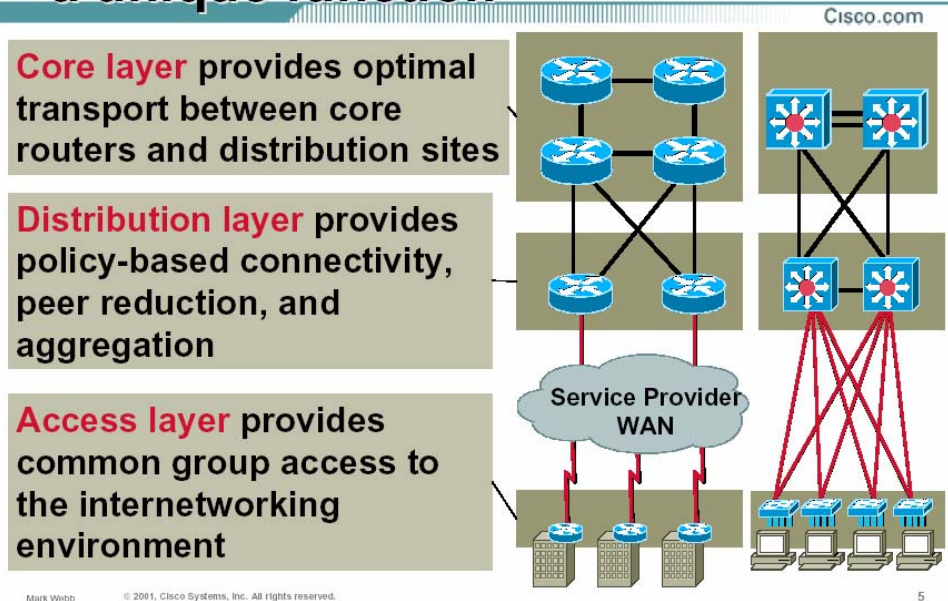 a unique function
Cisco.com
Core layer provides optimal
transport between core
routers and distribution sites
Distribution layer provides
policy-based connectivity,
peer reduction, and
aggregation
Service Provider
WAN
Access layer provides
common group access to
the internetworking
environment
Mark Webb © 2001, Cisco Systems, Inc. All rights reserved. 5